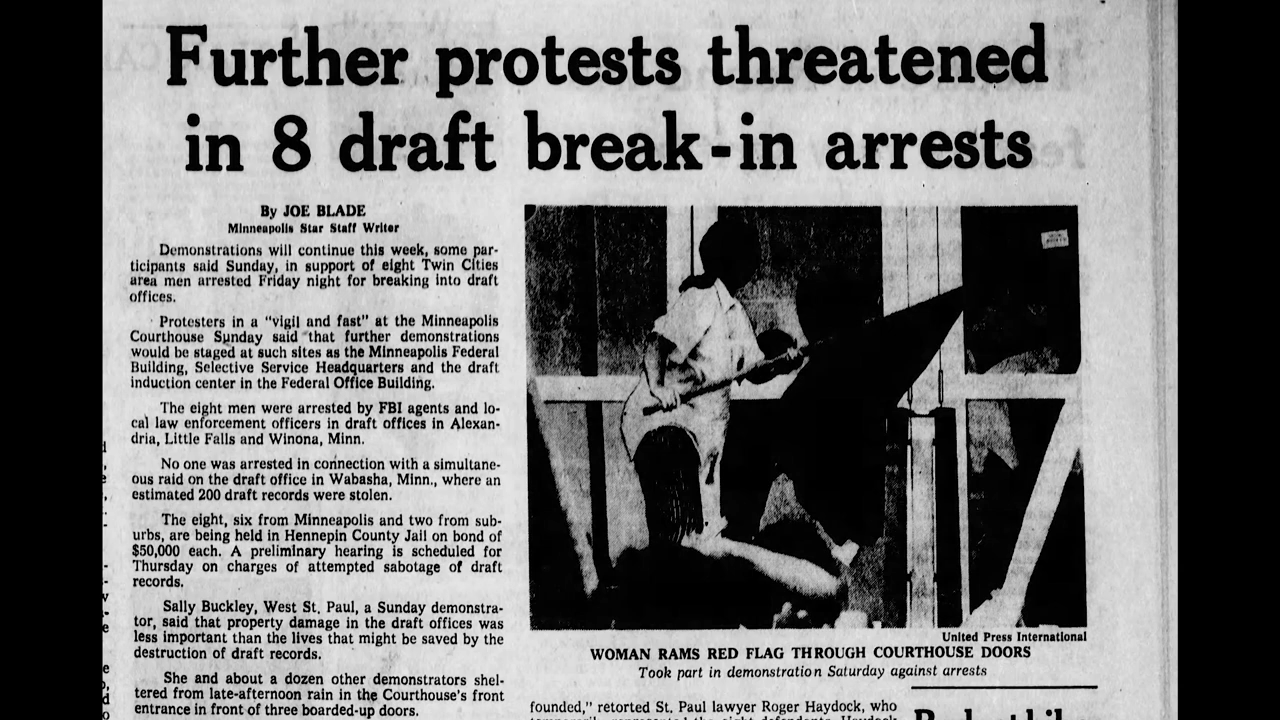 Further protests threatened
in 8 draft break-in arrests
By JOE BLADE
Minneapolis Star Staff Writer
Demonstrations will continue this week, some par-
ticipants said Sunday, in support of eight Twin Cities
area men arrested Friday night for breaking into draft
offices.
Protesters in a "vigil and fast" at the Minneapolis
Courthouse Sunday said that further demonstrations
would be staged at such sites as the Minneapolis Federal
Building, Selective Service Headquarters and the draft
induction center in the Federal Office Building.
The eight men were arrested by FBI agents and lo-
cal law enforcement officers in draft offices in Alexan-
dria, Little Falls and Winona, Minn.
No one was arrested in connection with a simultane-
ous raid on the draft office in Wabasha, Minn., where an
estimated 200 draft records were stolen.
The eight, six from Minneapolis and two from sub-
urbs, are being held in Hennepin County Jail on bond of
$50,000 each. A preliminary hearing is scheduled for
Thursday on charges of attempted sabotage of draft
records.
Sally Buckley, West St. Paul, a Sunday demonstra-
tor, said that property damage in the draft offices was
less important than the lives that might be saved by the
destruction of draft records.
She and about a dozen other demonstrators shel-
tered from late-afternoon rain in the Courthouse's front
entrance in front of three boarded-up doors.
United Press International
WOMAN RAMS RED FLAG THROUGH COURTHOUSE DOORS
Took part in demonstration Saturday against arrests
founded," retorted St. Paul lawyer Roger Haydock, who